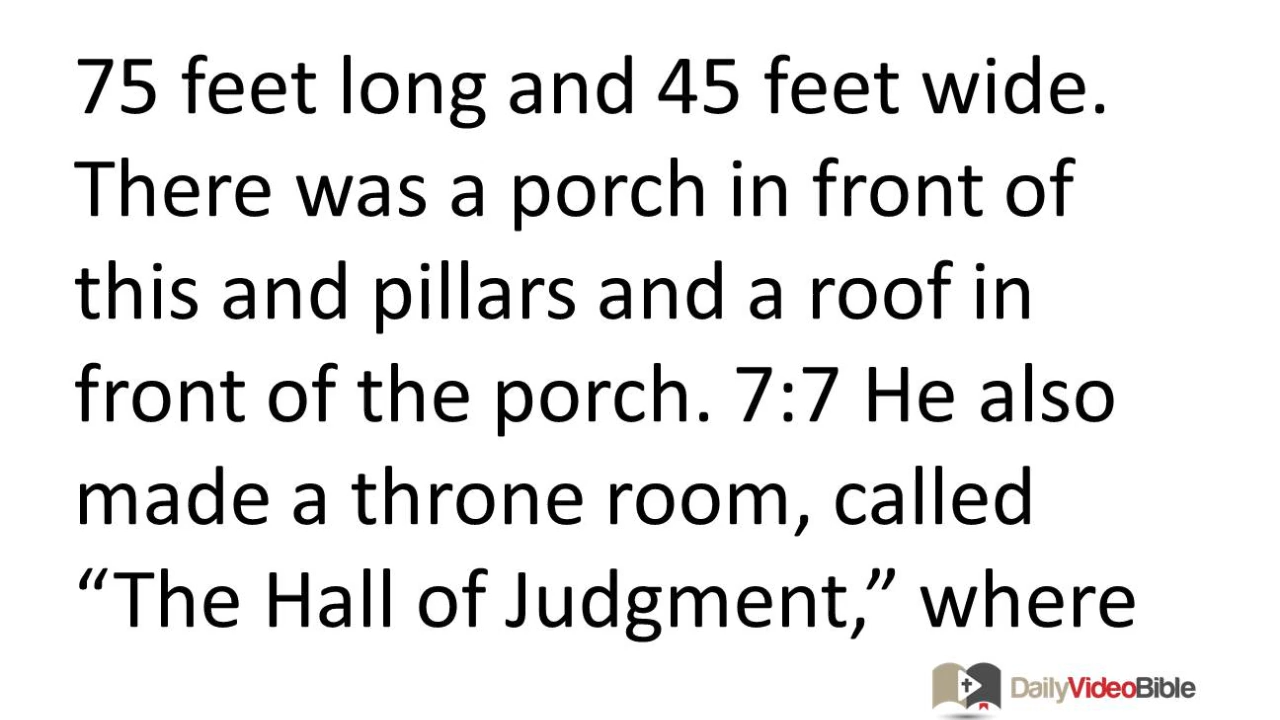 75 feet long and 45 feet wide.
There was a porch in front of
this and pillars and a roof in
front of the porch. 7:7 He also
made a throne room, called
“The Hall of Judgment,” where
DailyVideoBible